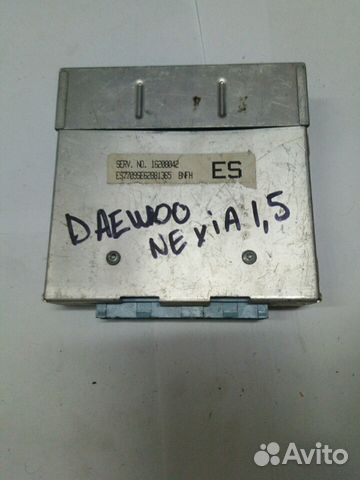 SERV. NO. 16208042 ES
DAEWOO
NEXIA 1,5
Avito